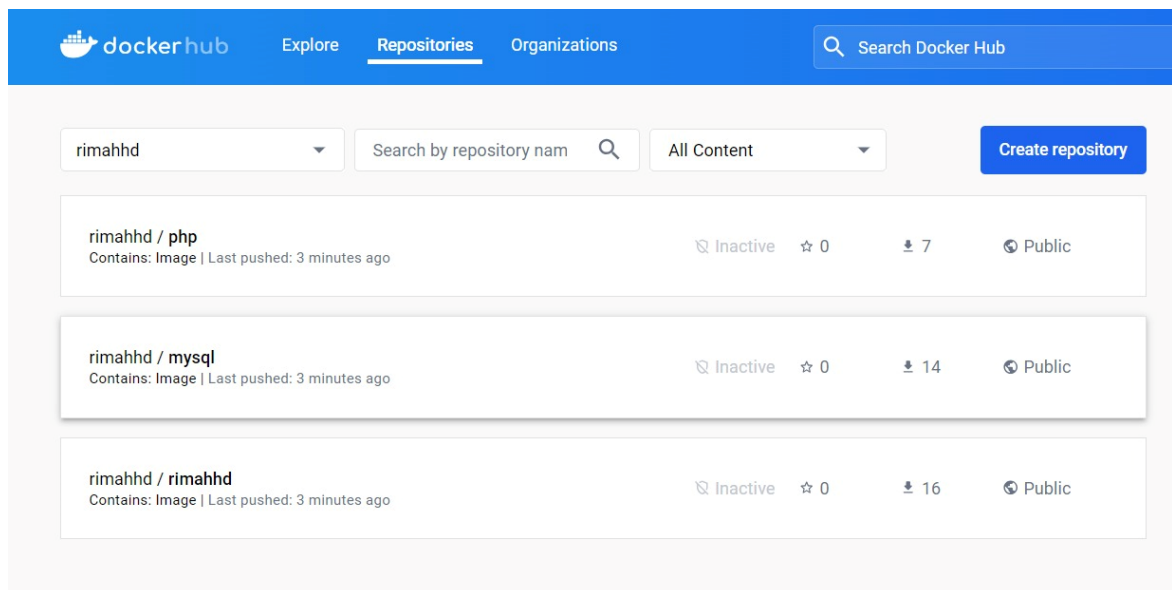 dockerhub Explore Repositories Organizations Search Docker Hub
rimahhd Search by repository nam All Content Create repository
rimahhd / php
Contains: Image | Last pushed: 3 minutes ago
Inactive 0 7 Public
rimahhd / mysql
Contains: Image | Last pushed: 3 minutes ago
Inactive 0 14 Public
rimahhd / rimahhd
Contains: Image | Last pushed: 3 minutes ago
Inactive 0 16 Public